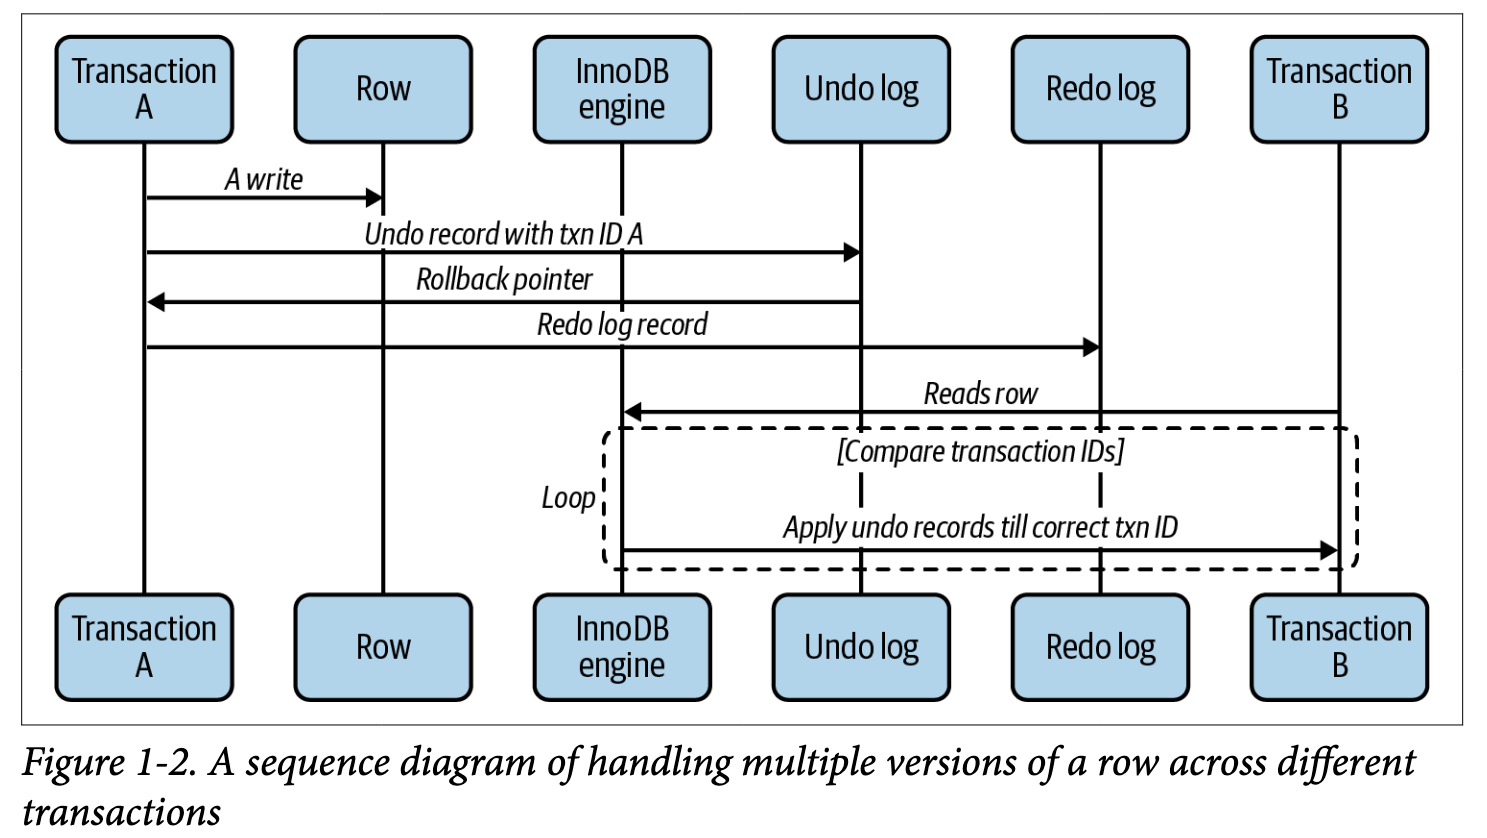 Transaction
A
Row
InnoDB
engine
Undo log
Redo log
Transaction
B
A write
Undo record with txn ID A
Rollback pointer
Redo log record
Reads row
[Compare transaction IDs]
Loop
Apply undo records till correct txn ID
Transaction
A
Row
InnoDB
engine
Undo log
Redo log
Transaction
B
Figure 1-2. A sequence diagram of handling multiple versions of a row across different
transactions